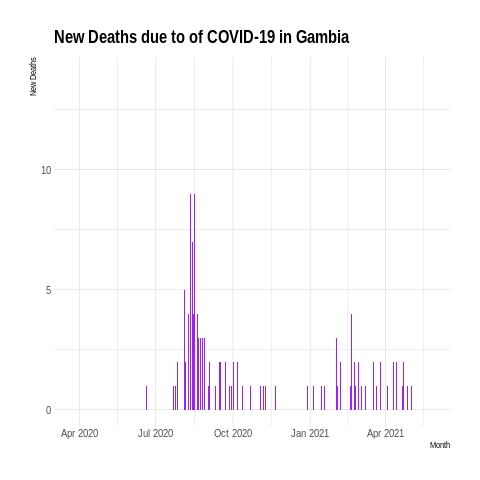 New Deaths due to of COVID-19 in Gambia
New Deaths
10
5
0
Apr 2020 Jul 2020 Oct 2020 Jan 2021 Apr 2021
Month